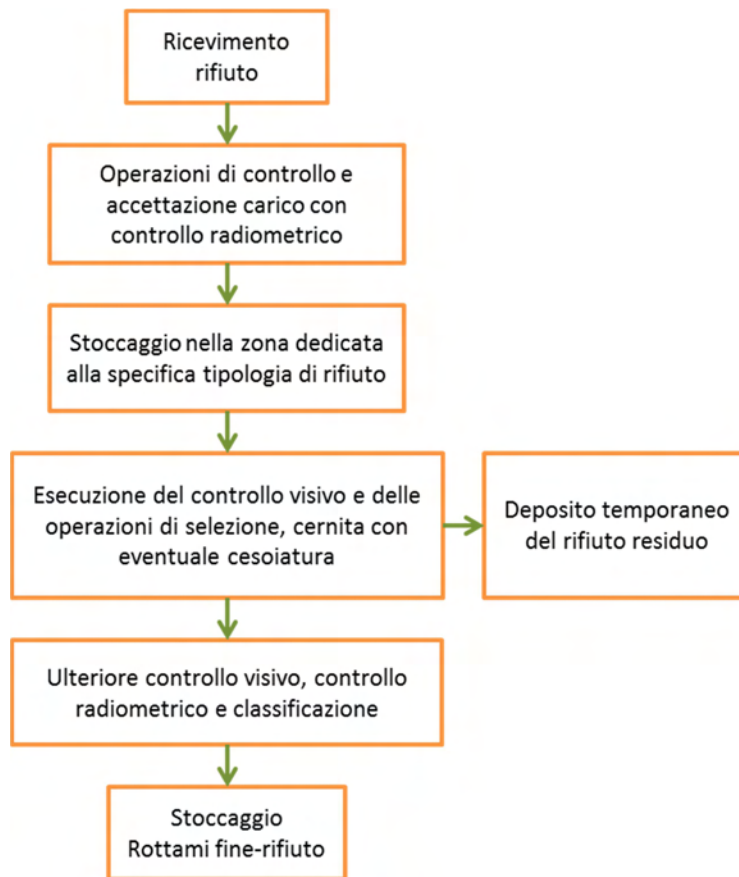 Ricevimento
rifiuto
Operazioni di controllo e
accettazione carico con
controllo radiometrico
Stoccaggio nella zona dedicata
alla specifica tipologia di rifiuto
Esecuzione del controllo visivo e delle
operazioni di selezione, cernita con
eventuale cesoiatura
Deposito temporaneo
del rifiuto residuo
Ulteriore controllo visivo, controllo
radiometrico e classificazione
Stoccaggio
Rottami fine-rifiuto